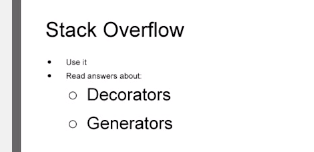 Stack Overflow
● Use it
● Read answers about:
○ Decorators
○ Generators